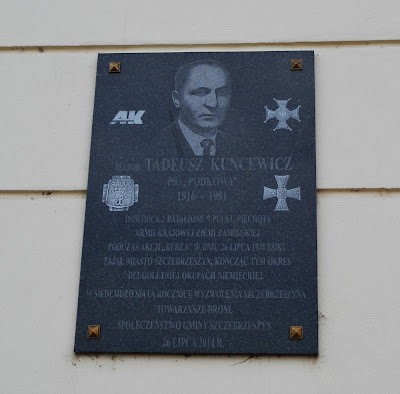 AK
MAJOR TADEUSZ KUNCEWICZ
PS. „PODKOWA"
1916 - 1991
DOWÓDCA 2 BATALIONU 9 PUŁKU PIECHOTY
ARMII KRAJOWEJ ZIEMI ZAMOJSKIEJ
PODCZAS AKCJI „BURZA" W DNIU 26 LIPCA 1944 ROKU
ZAJĄŁ MIASTO SZCZEBRZESZYN, KOŃCZĄC TYM OKRES
DŁUGOLETNIEJ OKUPACJI NIEMIECKIEJ.
W SIEDEMDZIESIĄTĄ ROCZNICĘ WYZWOLENIA SZCZEBRZESZYNA
TOWARZYSZE BRONI,
SPOŁECZEŃSTWO GMINY SZCZEBRZESZYN
26 LIPCA 2014 R.